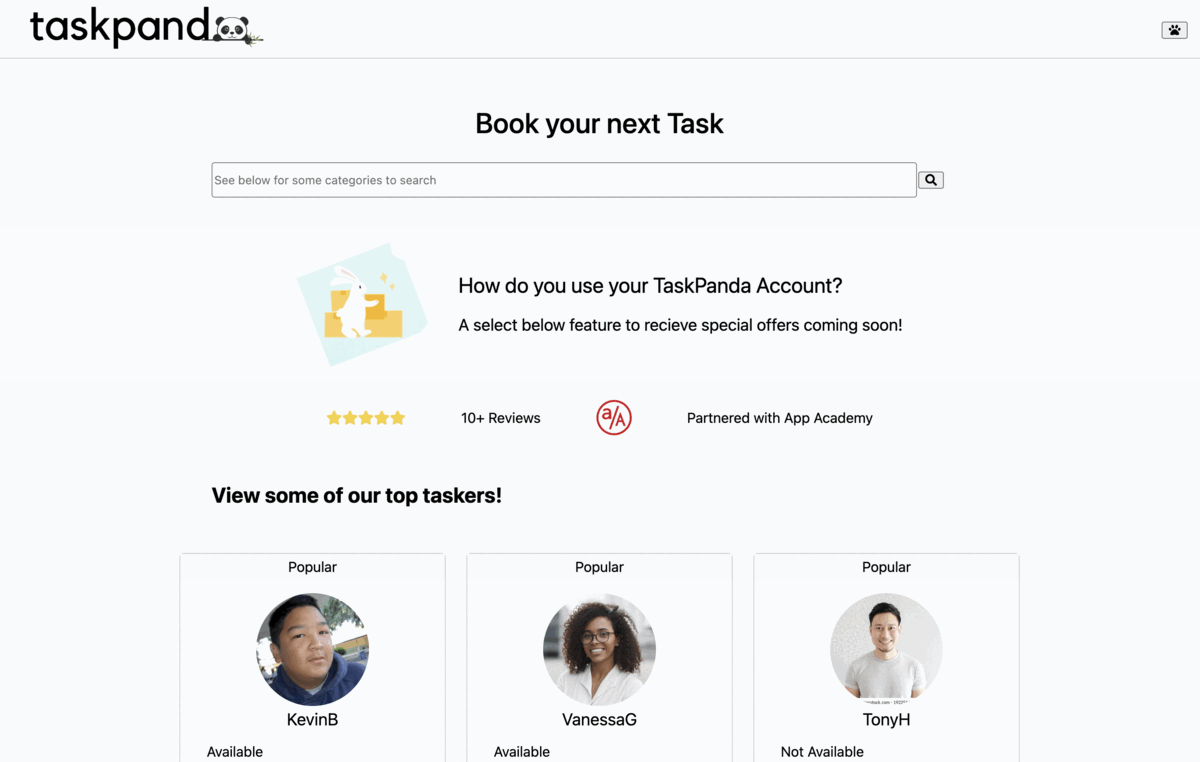 taskpand
Book your next Task
See below for some categories to search
How do you use your TaskPanda Account?
A select below feature to recieve special offers coming soon!
10+ Reviews
a/A
Partnered with App Academy
View some of our top taskers!
Popular
Popular
Popular
KevinB
VanessaG
TonyH
Available
Available
Not Available